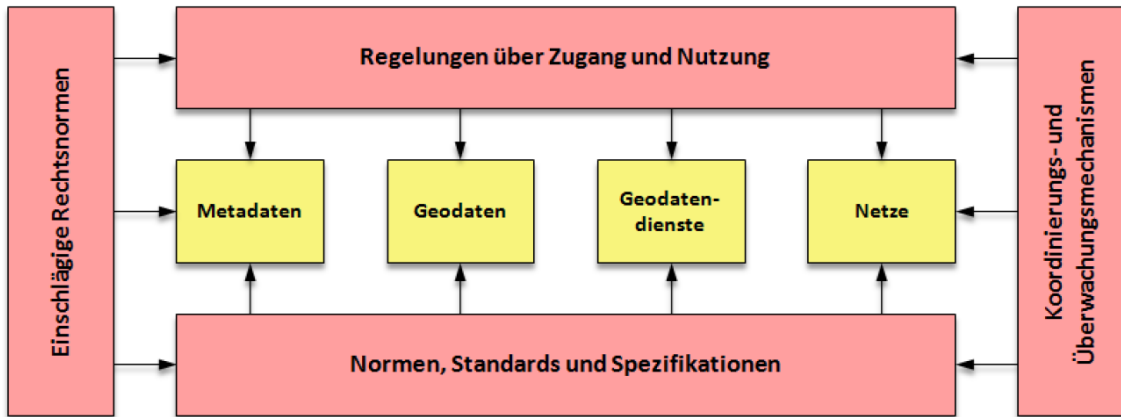 Einschlägige Rechtsnormen
Regelungen über Zugang und Nutzung
Metadaten
Geodaten
Geodaten-
dienste
Netze
Normen, Standards und Spezifikationen
Koordinierungs- und
Überwachungsmechanismen